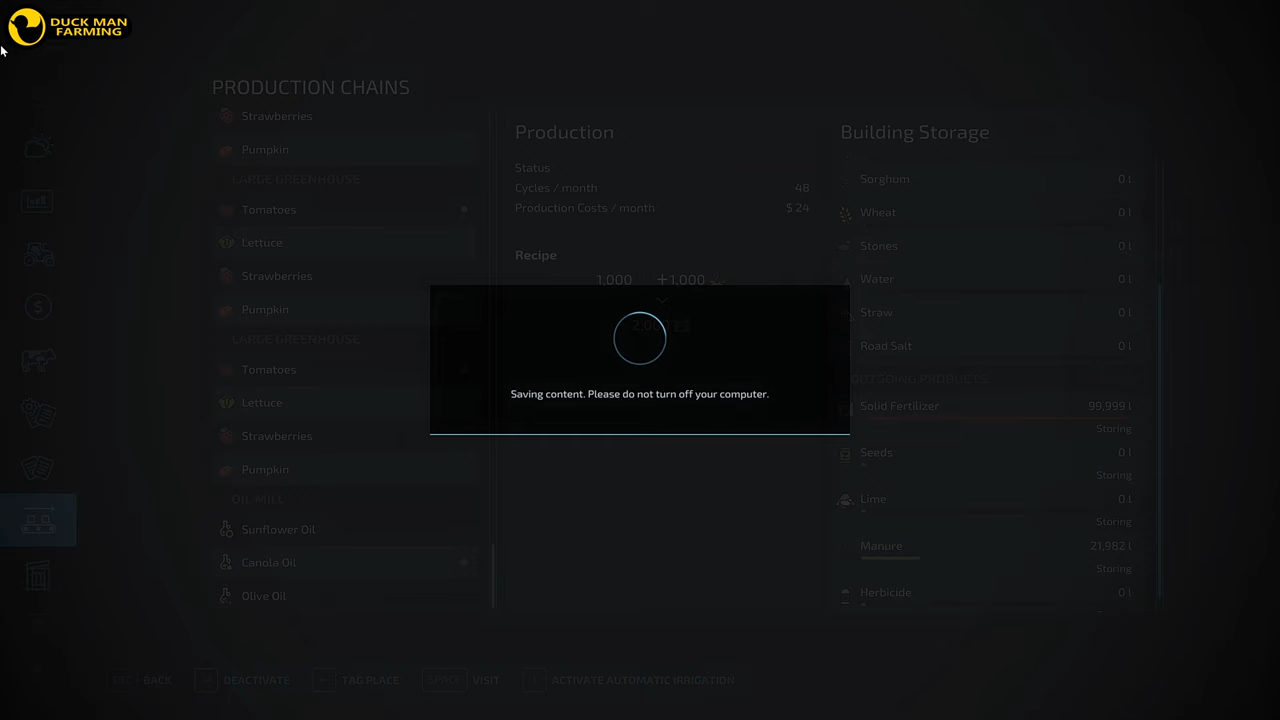 DUCK MAN
FARMING
PRODUCTION CHAINS
Strawberries
Pumpkin
LARGE GREENHOUSE
Tomatoes
Lettuce
Strawberries
Pumpkin
LARGE GREENHOUSE
Tomatoes
Lettuce
Strawberries
Pumpkin
OIL MILL
Sunflower Oil
Canola Oil
Olive Oil
Production
Status
Cycles / month 48
Production Costs / month $ 24
Recipe
1,000 +1,000
Saving content. Please do not turn off your computer.
Building Storage
Sorghum 0 l
Wheat 0 l
Stones 0 l
Water 0 l
Straw 0 l
Road Salt 0 l
OUTGOING PRODUCTS
Solid Fertilizer 99,999 l
Storing
Seeds 0 l
Storing
Lime 0 l
Storing
Manure 21,982 l
Storing
Herbicide 0 l
BACK DEACTIVATE TAG PLACE SPACE VISIT ACTIVATE AUTOMATIC IRRIGATION